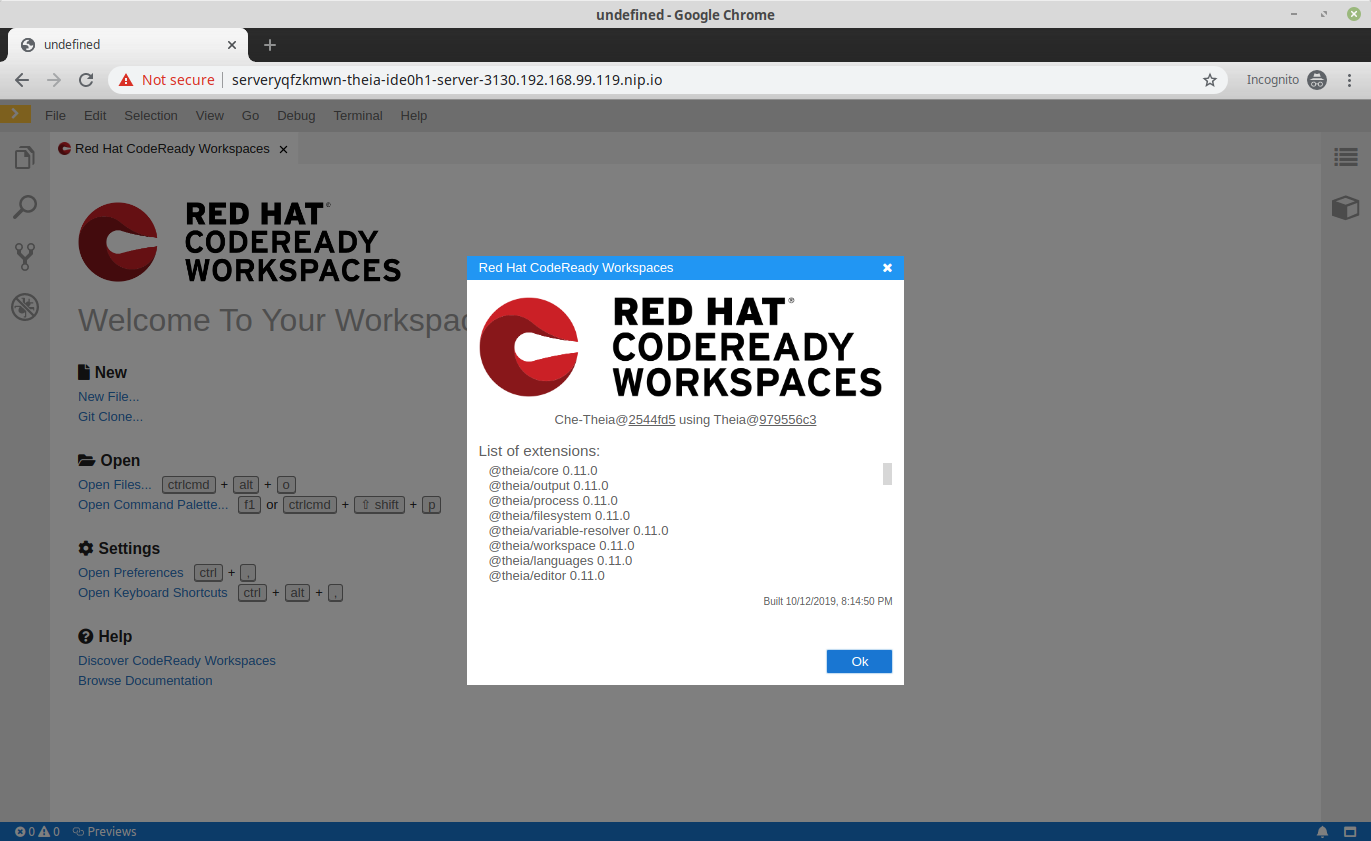 undefined - Google Chrome
undefined
Not secure serveryqfzkmwn-theia-ide0h1-server-3130.192.168.99.119.nip.io Incognito
File Edit Selection View Go Debug Terminal Help
Red Hat CodeReady Workspaces
RED HAT®
CODEREADY
WORKSPACES
Welcome To Your Workspac
New
New File...
Git Clone...
Open
Open Files... ctrlcmd + alt + o
Open Command Palette... f1 or ctrlcmd + ⇧ shift + p
Settings
Open Preferences ctrl + ,
Open Keyboard Shortcuts ctrl + alt + ,
Help
Discover CodeReady Workspaces
Browse Documentation
Red Hat CodeReady Workspaces
RED HAT®
CODEREADY
WORKSPACES
Che-Theia@2544fd5 using Theia@979556c3
List of extensions:
@theia/core 0.11.0
@theia/output 0.11.0
@theia/process 0.11.0
@theia/filesystem 0.11.0
@theia/variable-resolver 0.11.0
@theia/workspace 0.11.0
@theia/languages 0.11.0
@theia/editor 0.11.0
Built 10/12/2019, 8:14:50 PM
Ok
0 0 Previews